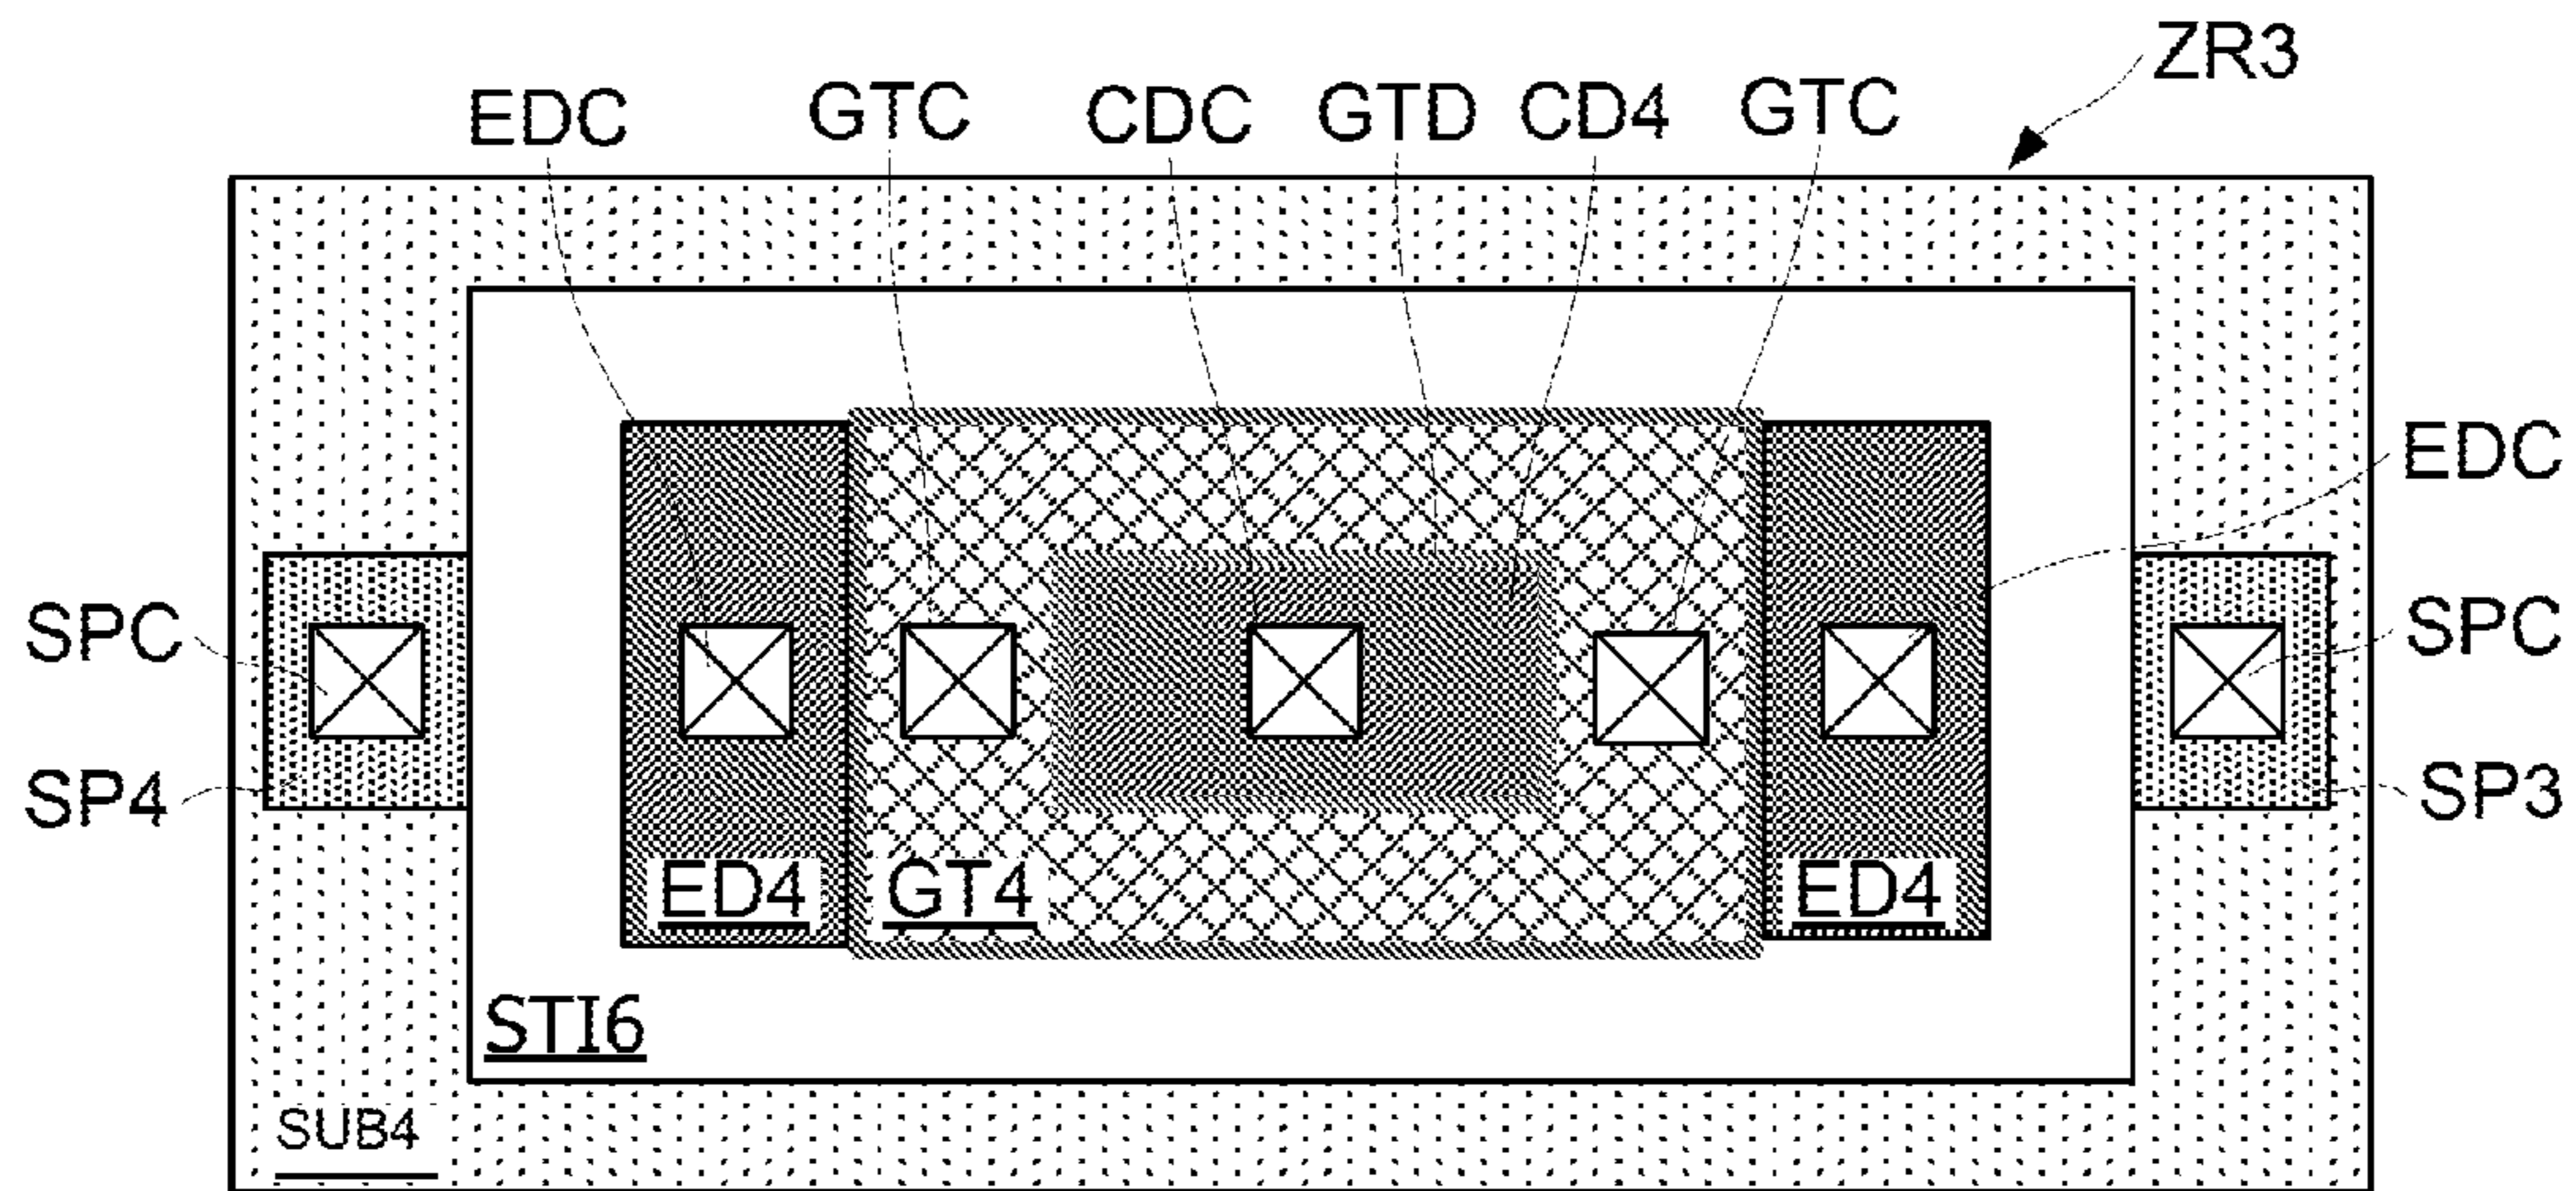 ZR3
EDC GTC CDC GTD CD4 GTC
EDC
SPC SPC
SP4 SP3
ED4 GT4 ED4
STI6
SUB4